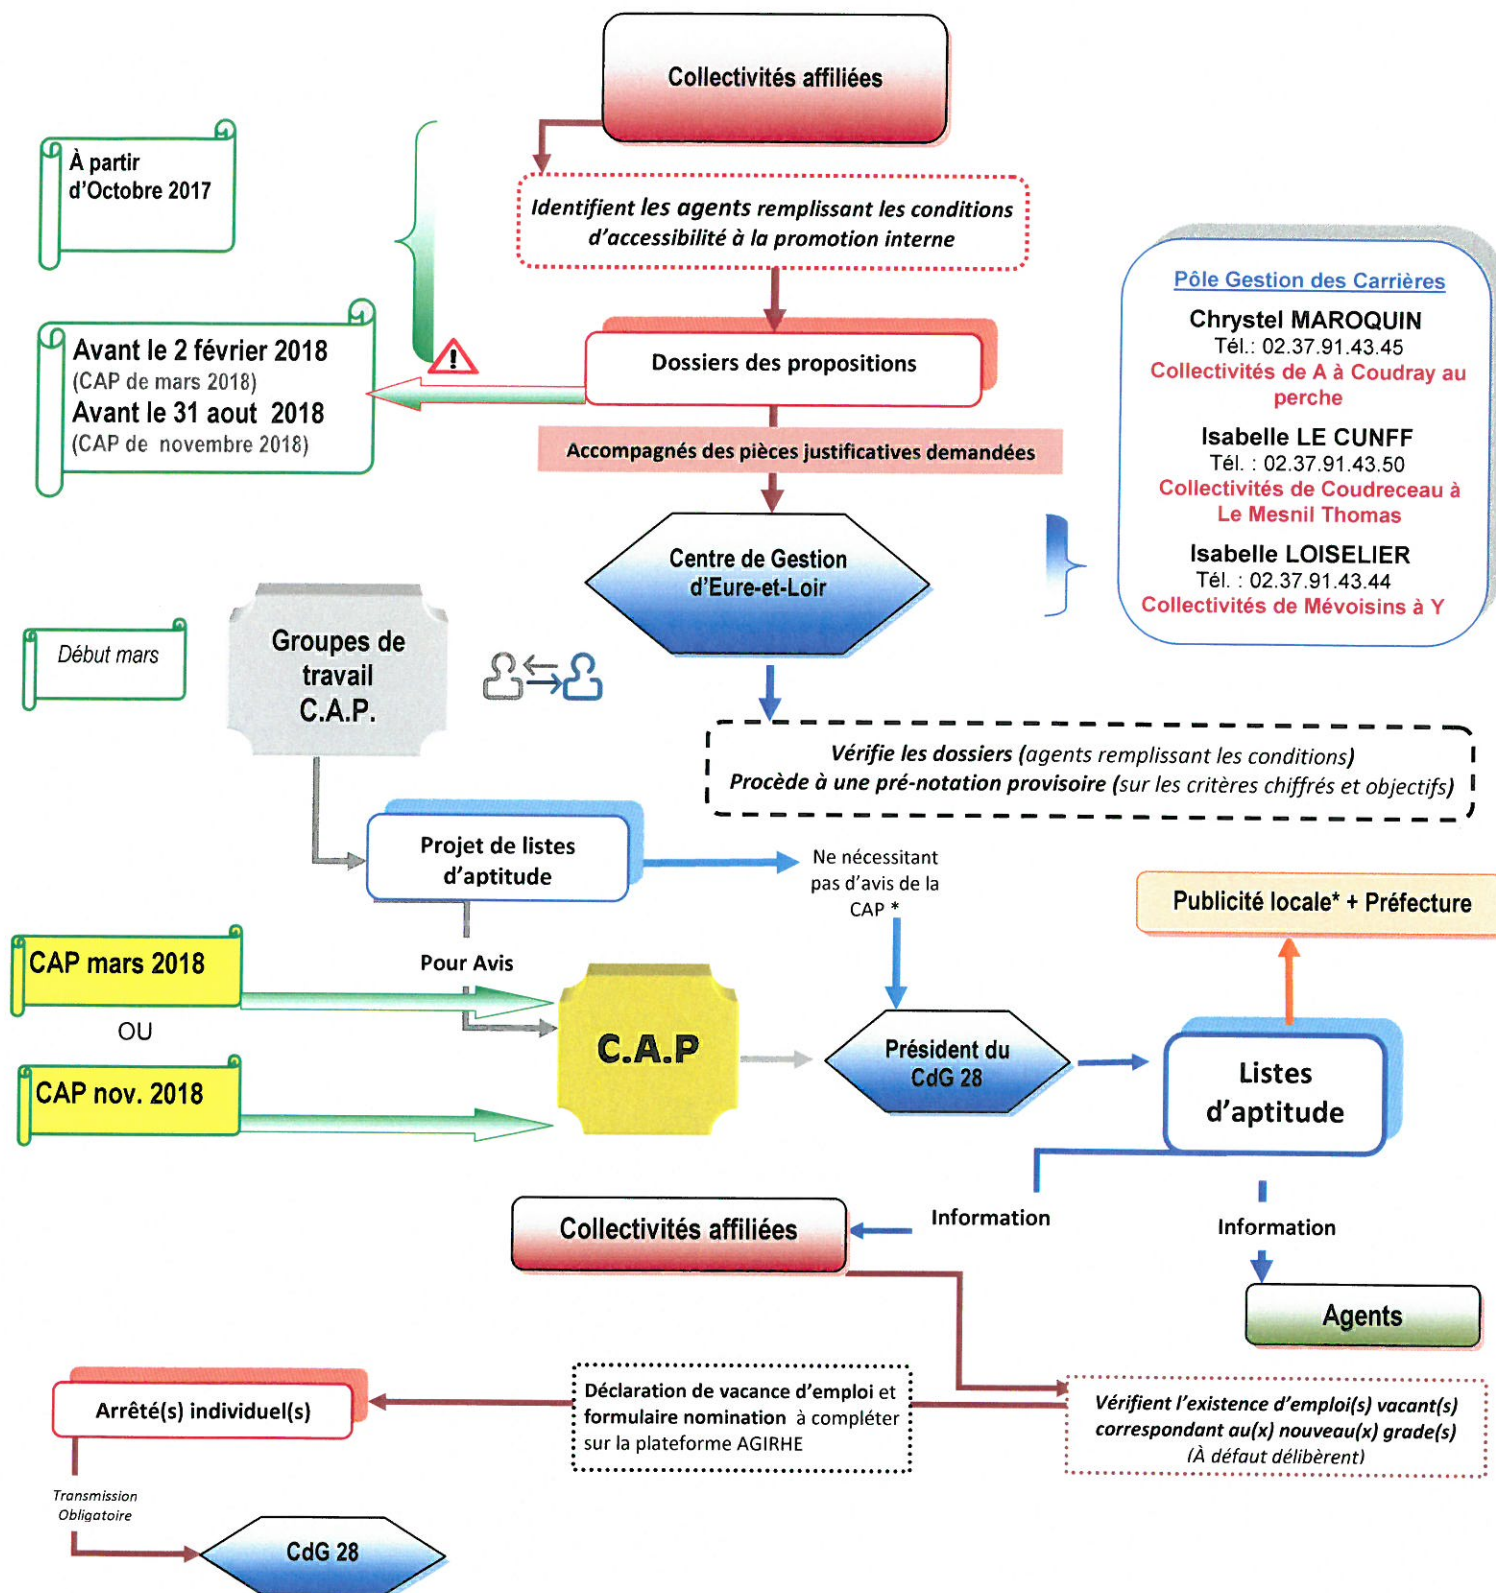 Collectivités affiliées
À partir
d'Octobre 2017
Identifient les agents remplissant les conditions
d'accessibilité à la promotion interne
Avant le 2 février 2018
(CAP de mars 2018)
Avant le 31 aout 2018
(CAP de novembre 2018)
!
Dossiers des propositions
Accompagnés des pièces justificatives demandées
Pôle Gestion des Carrières
Chrystel MAROQUIN
Tél.: 02.37.91.43.45
Collectivités de A à Coudray au
perche
Isabelle LE CUNFF
Tél. : 02.37.91.43.50
Collectivités de Coudreceau à
Le Mesnil Thomas
Isabelle LOISELIER
Tél. : 02.37.91.43.44
Collectivités de Mévoisins à Y
Centre de Gestion
d'Eure-et-Loir
Début mars
Groupes de
travail
C.A.P.
Vérifie les dossiers (agents remplissant les conditions)
Procède à une pré-notation provisoire (sur les critères chiffrés et objectifs)
Projet de listes
d'aptitude
Ne nécessitant
pas d'avis de la
CAP *
Publicité locale* + Préfecture
CAP mars 2018
OU
CAP nov. 2018
Pour Avis
C.A.P
Président du
CdG 28
Listes
d'aptitude
Information
Collectivités affiliées
Information
Agents
Arrêté(s) individuel(s)
Déclaration de vacance d'emploi et
formulaire nomination à compléter
sur la plateforme AGIRHE
Vérifient l'existence d'emploi(s) vacant(s)
correspondant au(x) nouveau(x) grade(s)
(À défaut délibèrent)
Transmission
Obligatoire
CdG 28